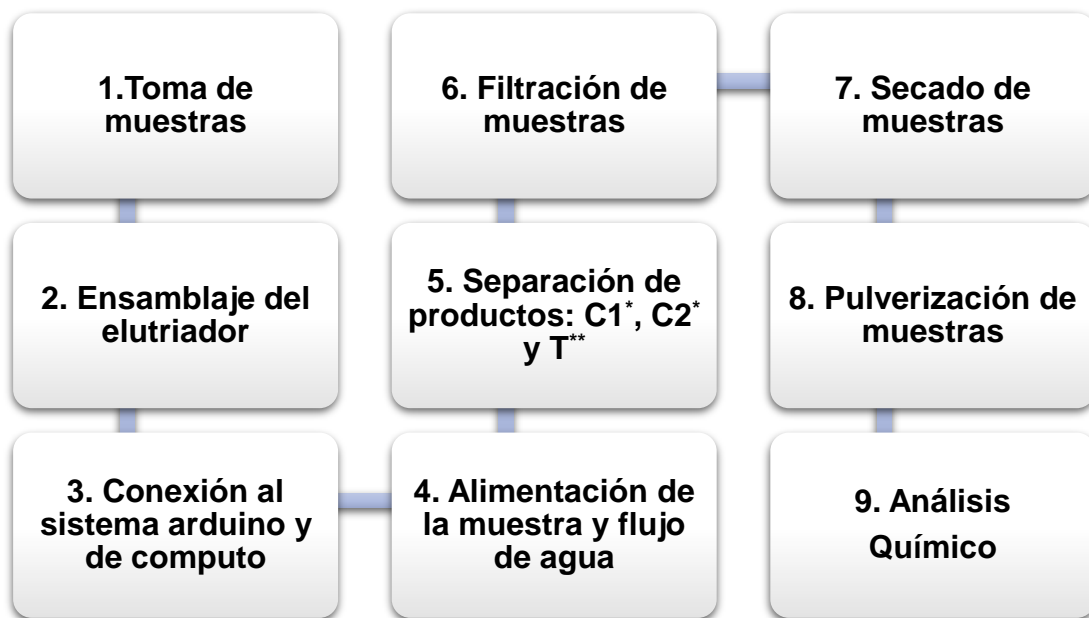 1.Toma de
muestras
2. Ensamblaje del
elutriador
3. Conexión al
sistema arduino y
de computo
4. Alimentación de
la muestra y flujo
de agua
5. Separación de
productos: C1*, C2*
y T**
6. Filtración de
muestras
7. Secado de
muestras
8. Pulverización de
muestras
9. Análisis
Químico